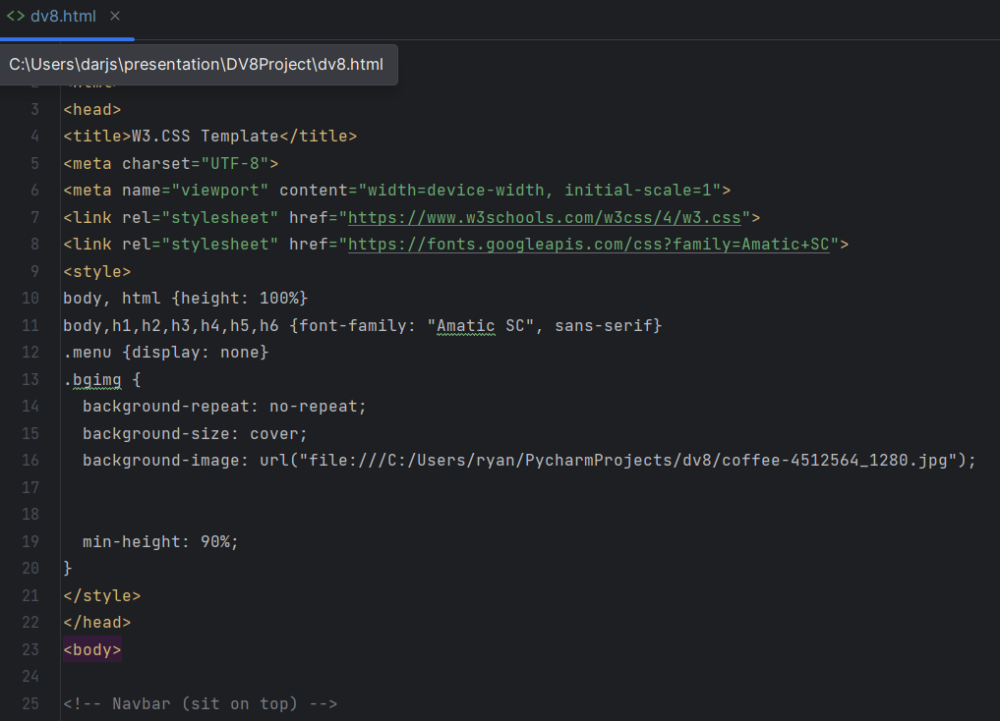 <> dv8.html ×
C:\Users\darjs\presentation\DV8Project\dv8.html
2 <html>
3 <head>
4 <title>W3.CSS Template</title>
5 <meta charset="UTF-8">
6 <meta name="viewport" content="width=device-width, initial-scale=1">
7 <link rel="stylesheet" href="https://www.w3schools.com/w3css/4/w3.css">
8 <link rel="stylesheet" href="https://fonts.googleapis.com/css?family=Amatic+SC">
9 <style>
10 body, html {height: 100%}
11 body,h1,h2,h3,h4,h5,h6 {font-family: "Amatic SC", sans-serif}
12 .menu {display: none}
13 .bgimg {
14   background-repeat: no-repeat;
15   background-size: cover;
16   background-image: url("file:///C:/Users/ryan/PycharmProjects/dv8/coffee-4512564_1280.jpg");
17
18
19   min-height: 90%;
20 }
21 </style>
22 </head>
23 <body>
24
25 <!-- Navbar (sit on top) -->